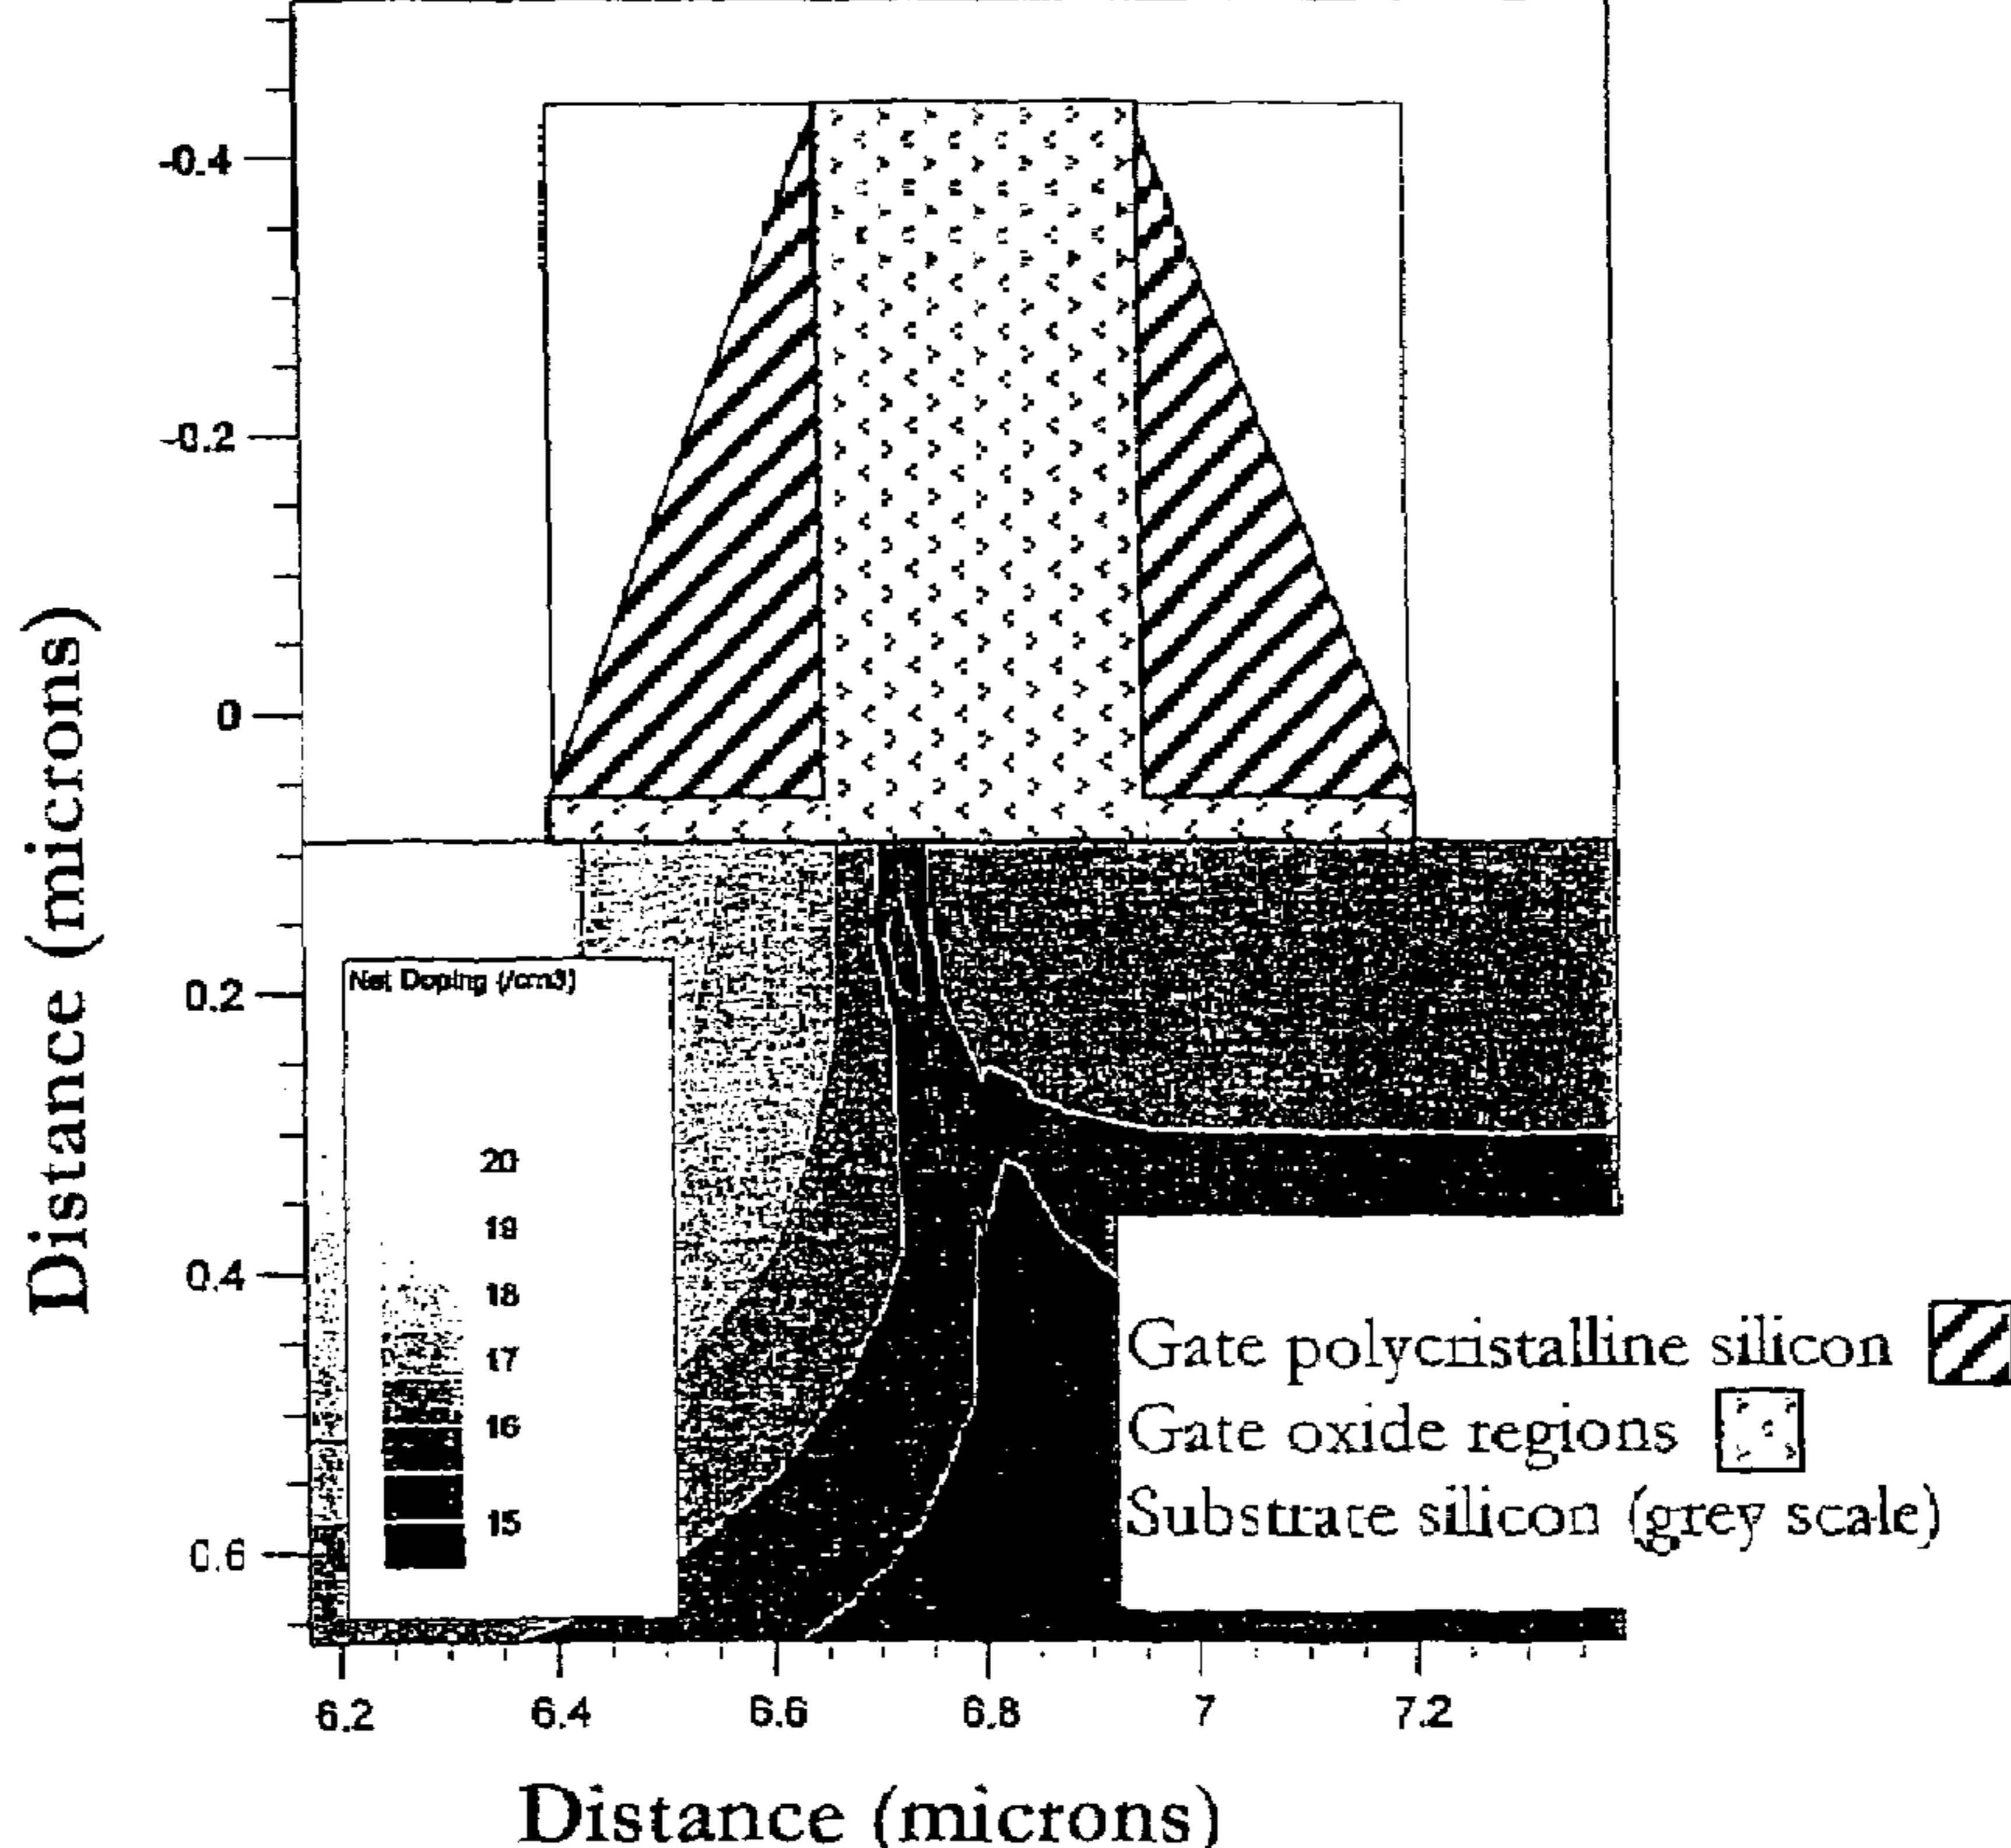 -0.4
-0.2
0
0.2
0.4
0.6
Distance (microns)
Net Doping (/cm3)
20
19
18
17
16
15
Gate polycristalline silicon
Gate oxide regions
Substrate silicon (grey scale)
6.2 6.4 6.6 6.8 7 7.2
Distance (microns)